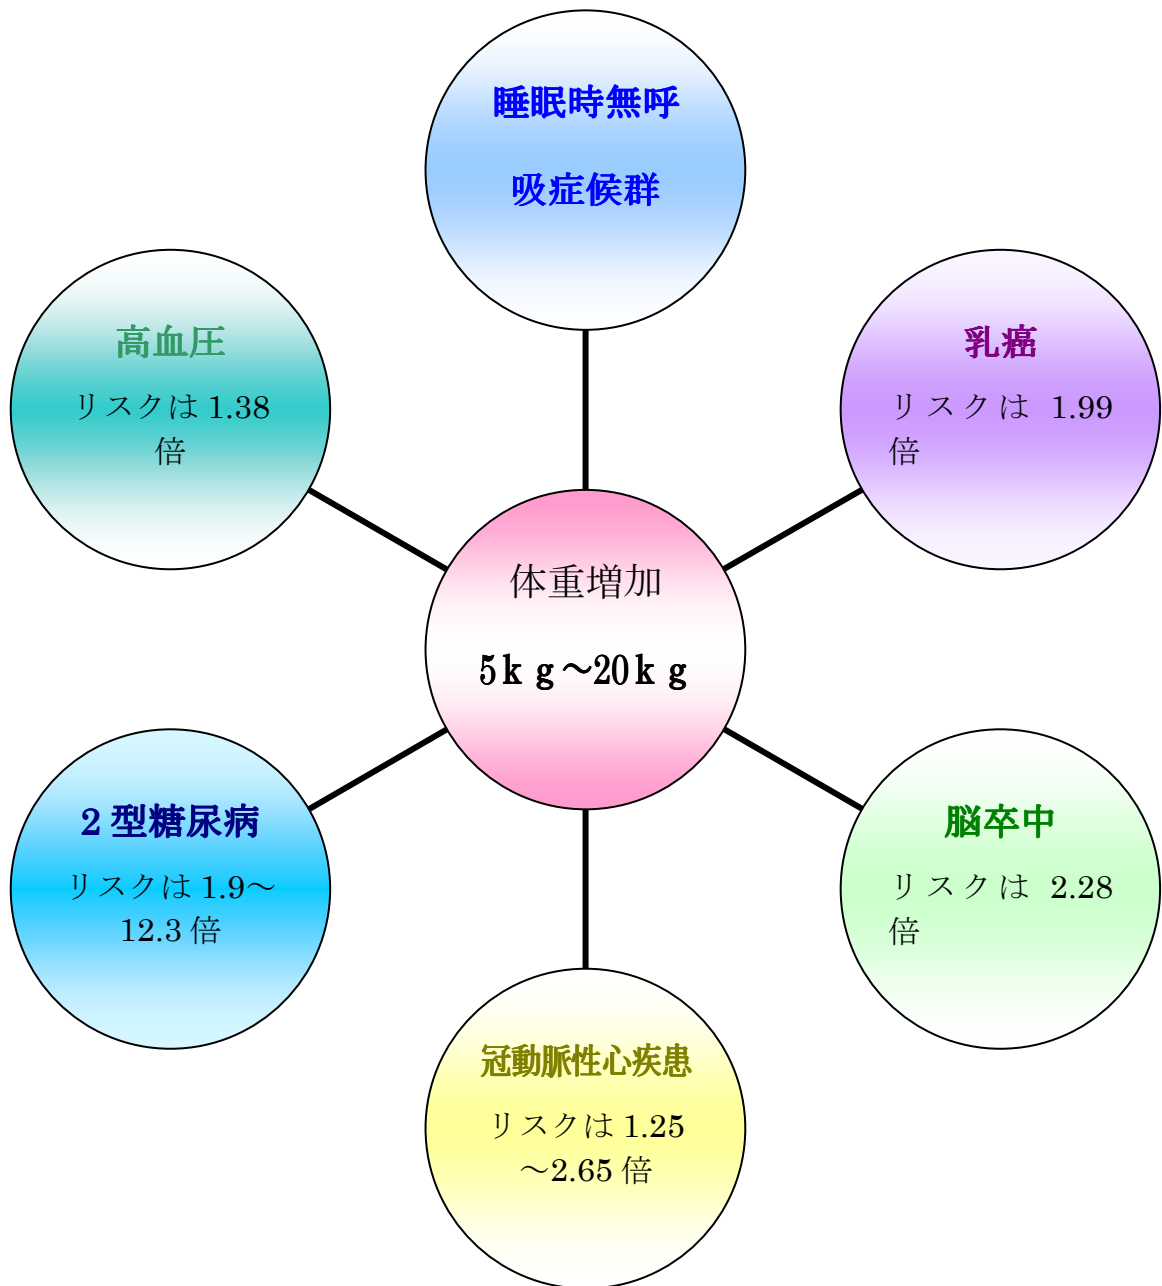 睡眠時無呼
吸症候群
高血圧
リスクは 1.38
倍
乳癌
リスクは 1.99
倍
体重増加
5ｋｇ～20ｋｇ
2 型糖尿病
リスクは 1.9～
12.3 倍
脳卒中
リスクは 2.28
倍
冠動脈性心疾患
リスクは 1.25
～2.65 倍